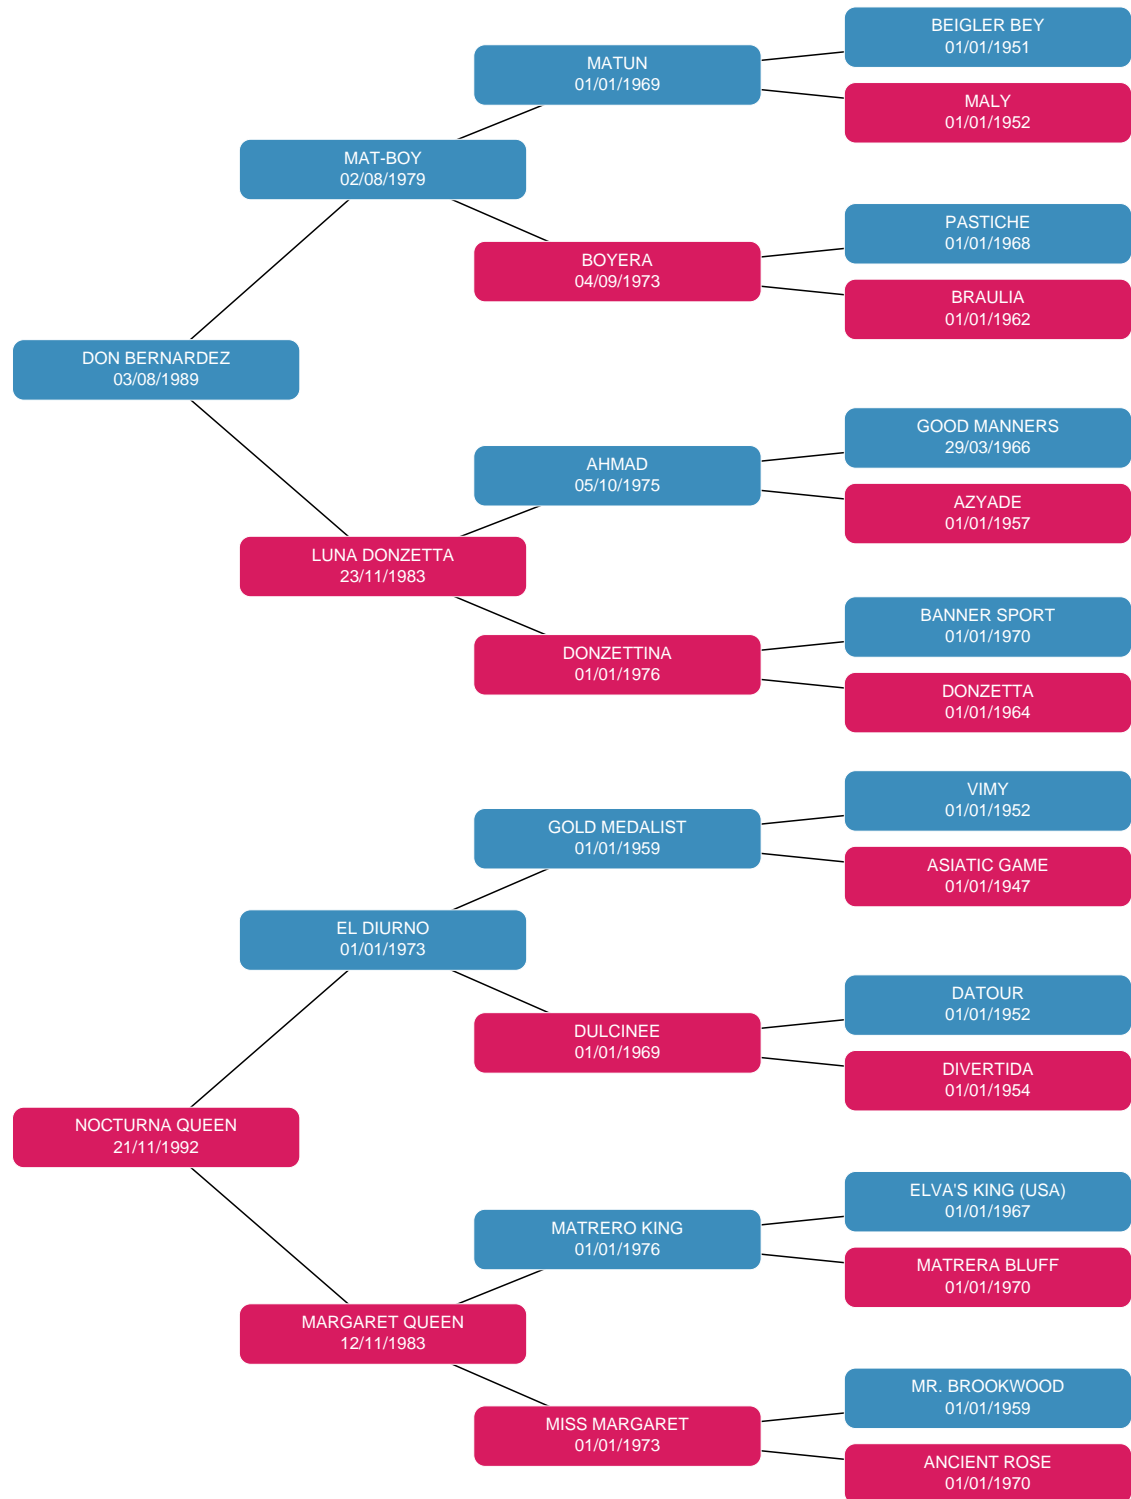 BEIGLER BEY
01/01/1951
MATUN
01/01/1969
MALY
01/01/1952
MAT-BOY
02/08/1979
PASTICHE
01/01/1968
BOYERA
04/09/1973
BRAULIA
01/01/1962
DON BERNARDEZ
03/08/1989
GOOD MANNERS
29/03/1966
AHMAD
05/10/1975
AZYADE
01/01/1957
LUNA DONZETTA
23/11/1983
BANNER SPORT
01/01/1970
DONZETTINA
01/01/1976
DONZETTA
01/01/1964
VIMY
01/01/1952
GOLD MEDALIST
01/01/1959
ASIATIC GAME
01/01/1947
EL DIURNO
01/01/1973
DATOUR
01/01/1952
DULCINEE
01/01/1969
DIVERTIDA
01/01/1954
NOCTURNA QUEEN
21/11/1992
ELVA'S KING (USA)
01/01/1967
MATRERO KING
01/01/1976
MATRERA BLUFF
01/01/1970
MARGARET QUEEN
12/11/1983
MR. BROOKWOOD
01/01/1959
MISS MARGARET
01/01/1973
ANCIENT ROSE
01/01/1970